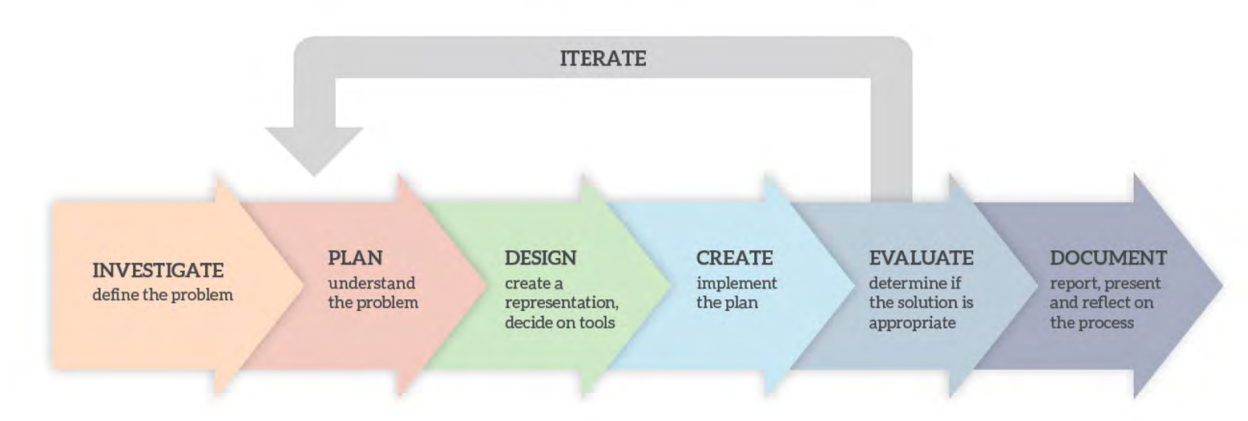 ITERATE
INVESTIGATE
define the problem
PLAN
understand
the problem
DESIGN
create a
representation,
decide on tools
CREATE
implement
the plan
EVALUATE
determine if
the solution is
appropriate
DOCUMENT
report, present
and reflect on
the process